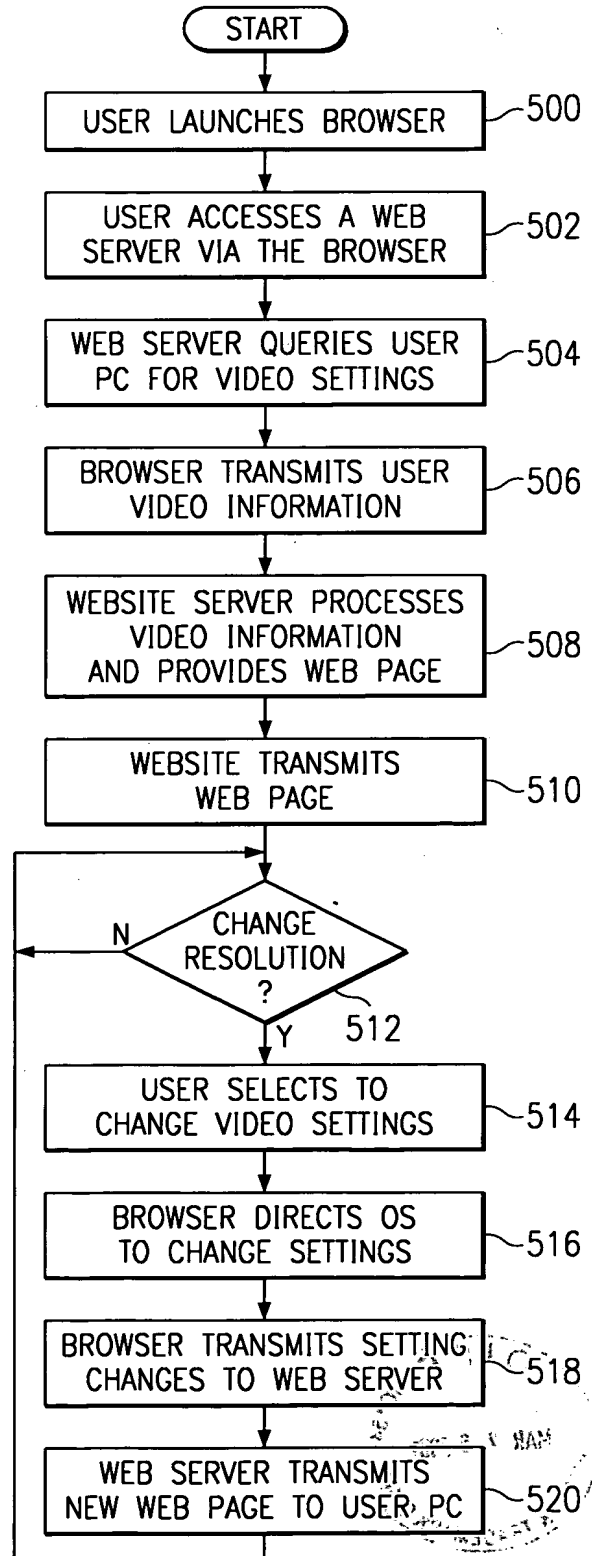 START
USER LAUNCHES BROWSER
500
USER ACCESSES A WEB
SERVER VIA THE BROWSER
502
WEB SERVER QUERIES USER
PC FOR VIDEO SETTINGS
504
BROWSER TRANSMITS USER
VIDEO INFORMATION
506
WEBSITE SERVER PROCESSES
VIDEO INFORMATION
AND PROVIDES WEB PAGE
508
WEBSITE TRANSMITS
WEB PAGE
510
N
CHANGE
RESOLUTION
?
512
Y
USER SELECTS TO
CHANGE VIDEO SETTINGS
514
BROWSER DIRECTS OS
TO CHANGE SETTINGS
516
BROWSER TRANSMITS SETTING
CHANGES TO WEB SERVER
518
WEB SERVER TRANSMITS
NEW WEB PAGE TO USER PC
520